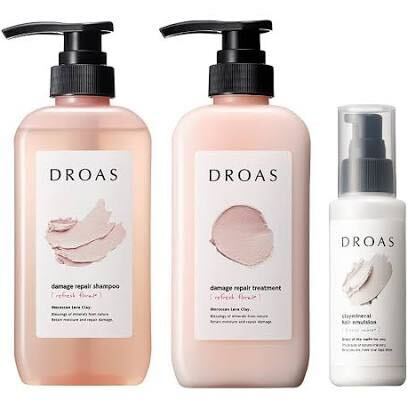 DROAS
damage repair shampoo
[ refresh floral* ]
Moroccan Lava Clay.
Blessings of minerals from nature
Retain moisture and repair damage.
DROAS
damage repair treatment
[ refresh floral* ]
Moroccan Lava Clay.
Blessings of minerals from nature
Retain moisture and repair damage.
DROAS
claymineral
hair emulsion